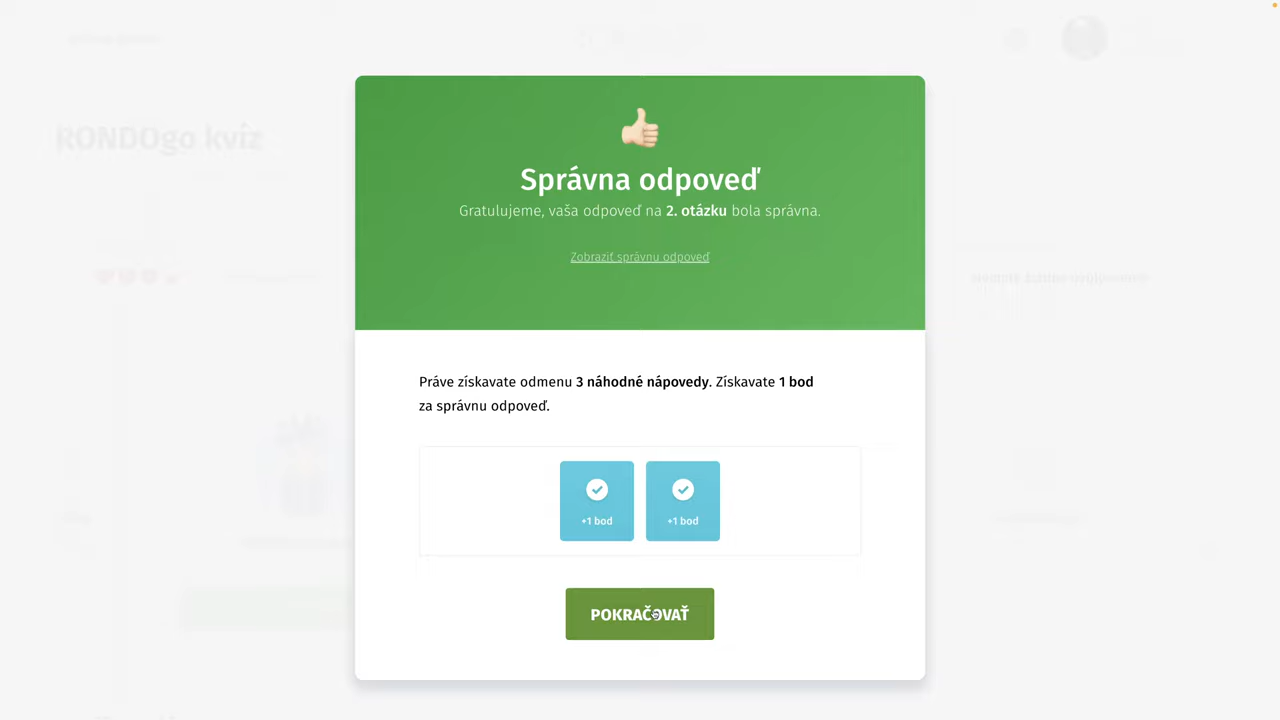 RONDOgo kvíz
Správna odpoveď
Gratulujeme, vaša odpoveď na 2. otázku bola správna.
Zobraziť správnu odpoveď
Práve získavate odmenu 3 náhodné nápovedy. Získavate 1 bod
za správnu odpoveď.
+1 bod
+1 bod
POKRAČOVAŤ